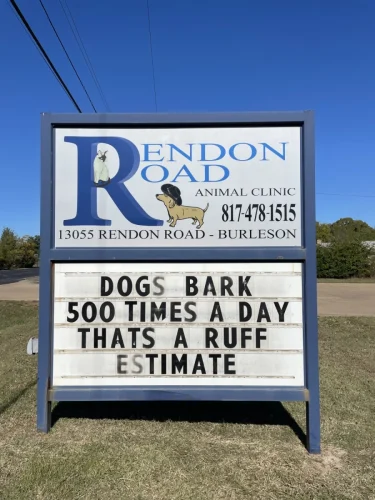 RENDON
ROAD
ANIMAL CLINIC
817-478-1515
13055 RENDON ROAD - BURLESON
DOGS BARK
500 TIMES A DAY
THATS A RUFF
ESTIMATE